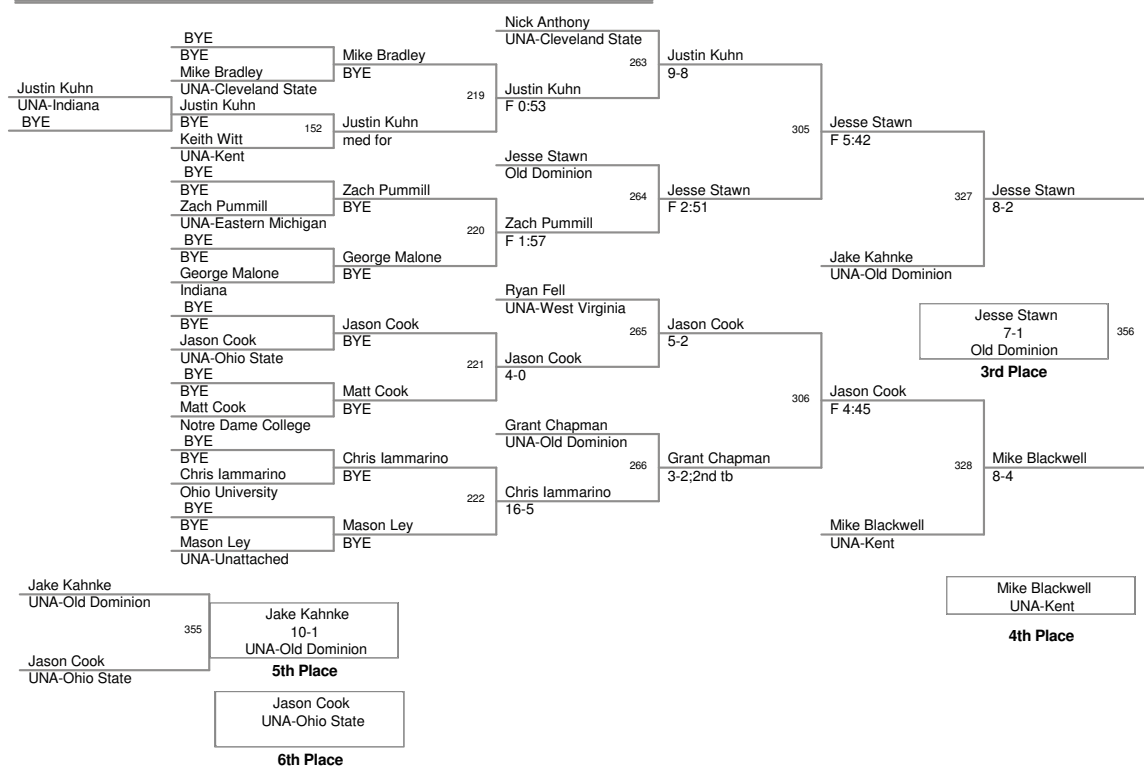 Justin Kuhn
UNA-Indiana
BYE
BYE
BYE
Mike Bradley
UNA-Cleveland State
Justin Kuhn
BYE
Keith Witt
UNA-Kent
BYE
BYE
Zach Pummill
UNA-Eastern Michigan
BYE
BYE
George Malone
Indiana
BYE
BYE
Jason Cook
UNA-Ohio State
BYE
BYE
Matt Cook
Notre Dame College
BYE
BYE
Chris Iammarino
Ohio University
BYE
BYE
Mason Ley
UNA-Unattached
152
Mike Bradley
BYE
Justin Kuhn
med for
Zach Pummill
BYE
George Malone
BYE
Jason Cook
BYE
Matt Cook
BYE
Chris Iammarino
BYE
Mason Ley
BYE
219
220
221
222
Nick Anthony
UNA-Cleveland State
Justin Kuhn
F 0:53
Jesse Stawn
Old Dominion
Zach Pummill
F 1:57
Ryan Fell
UNA-West Virginia
Jason Cook
4-0
Grant Chapman
UNA-Old Dominion
Chris Iammarino
16-5
263
264
265
266
Justin Kuhn
9-8
Jesse Stawn
F 2:51
Jason Cook
5-2
Grant Chapman
3-2;2nd tb
305
306
Jesse Stawn
F 5:42
Jake Kahnke
UNA-Old Dominion
Jason Cook
F 4:45
Mike Blackwell
UNA-Kent
327
328
Jesse Stawn
8-2
Mike Blackwell
8-4
Jesse Stawn
7-1
Old Dominion
356
3rd Place
Mike Blackwell
UNA-Kent
4th Place
Jake Kahnke
UNA-Old Dominion
Jason Cook
UNA-Ohio State
355
Jake Kahnke
10-1
UNA-Old Dominion
5th Place
Jason Cook
UNA-Ohio State
6th Place